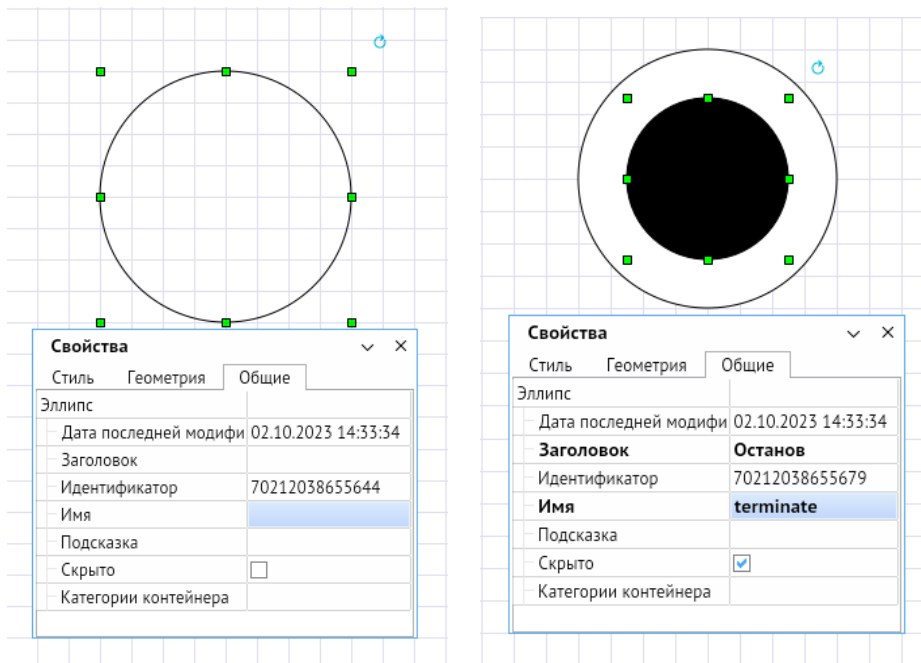 Свойства
Стиль Геометрия Общие
Эллипс
Дата последней модифи 02.10.2023 14:33:34
Заголовок
Идентификатор 70212038655644
Имя
Подсказка
Скрыто
Категории контейнера
Свойства
Стиль Геометрия Общие
Эллипс
Дата последней модифи 02.10.2023 14:33:34
Заголовок Останов
Идентификатор 70212038655679
Имя terminate
Подсказка
Скрыто
Категории контейнера